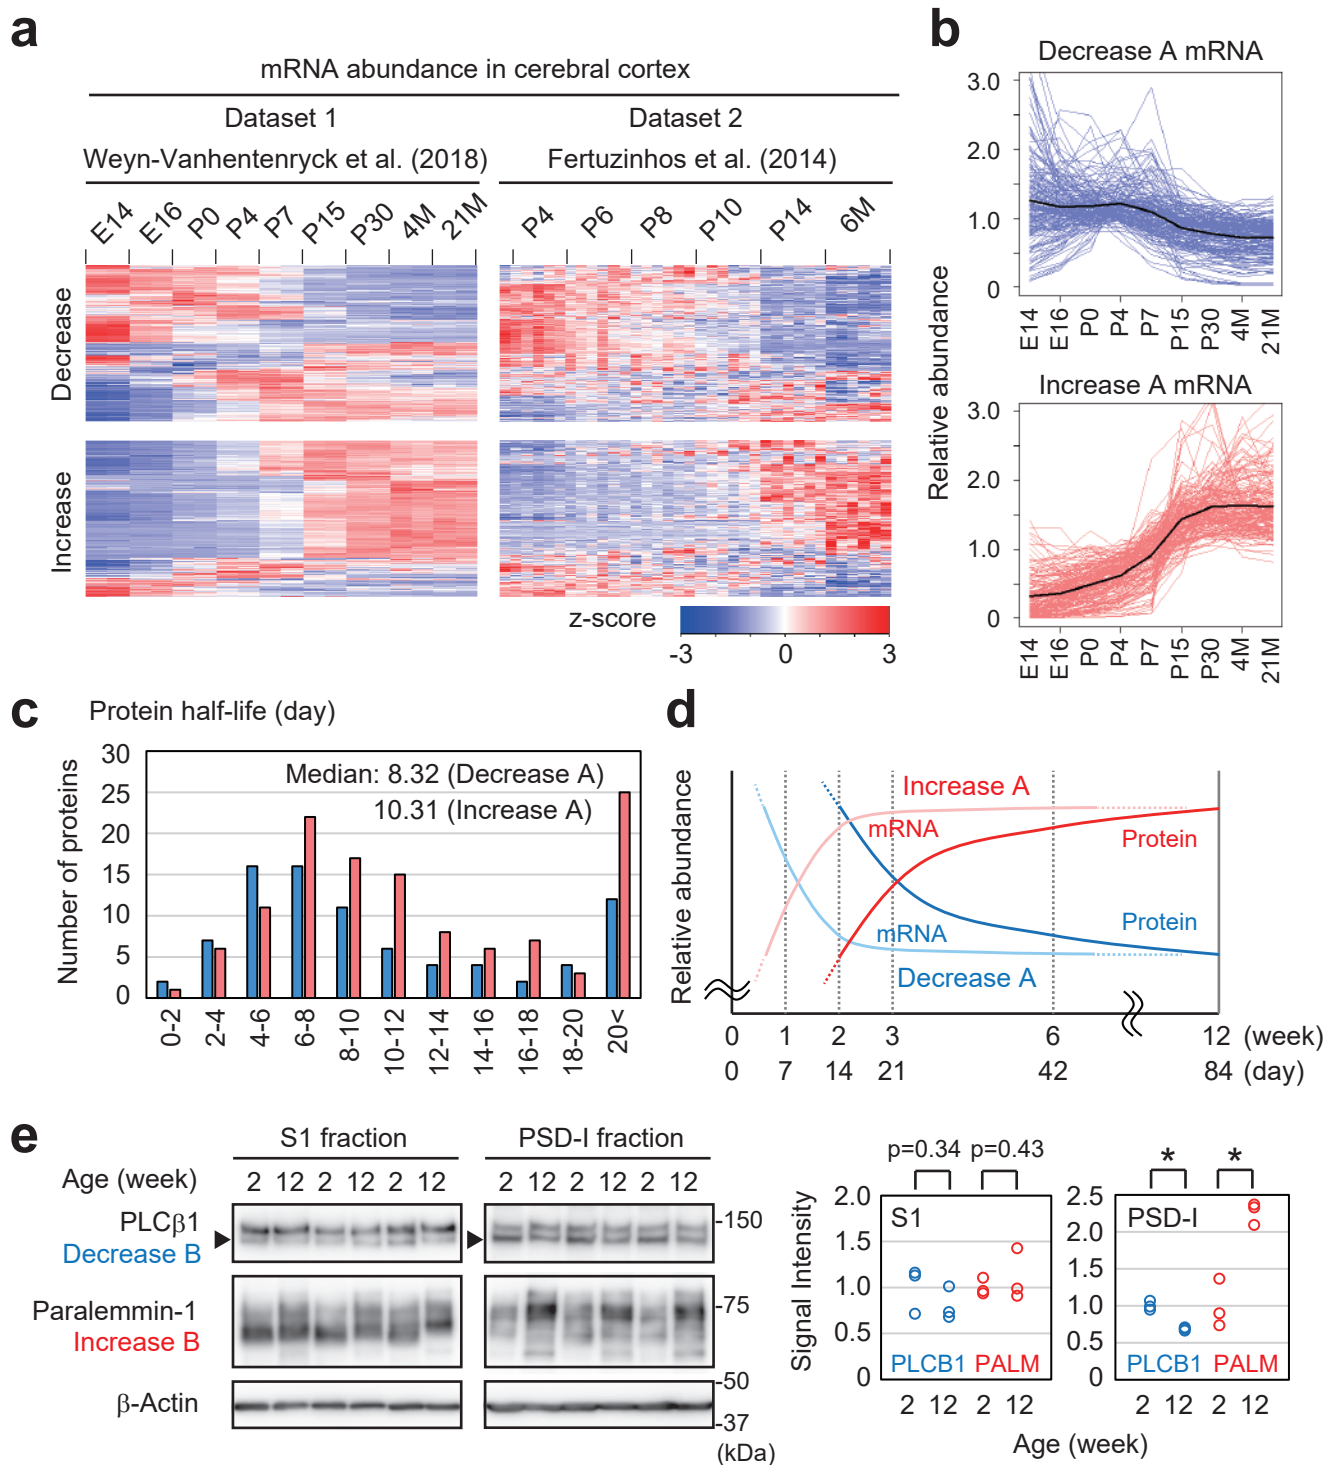 a
mRNA abundance in cerebral cortex
Dataset 1
Dataset 2
Weyn-Vanhentenryck et al. (2018)
Fertuzinhos et al. (2014)
E14 E16 P0 P4 P7 P15 P30 4M 21M
P4 P6 P8 P10 P14 6M
Decrease
Increase
z-score
-3 0 3
b
Decrease A mRNA
3.0
2.0
1.0
0
E14 E16 P0 P4 P7 P15 P30 4M 21M
Relative abundance
Increase A mRNA
3.0
2.0
1.0
0
E14 E16 P0 P4 P7 P15 P30 4M 21M
c
Protein half-life (day)
Number of proteins
30
25
20
15
10
5
0
Median: 8.32 (Decrease A)
10.31 (Increase A)
0-2 2-4 4-6 6-8 8-10 10-12 12-14 14-16 16-18 18-20 20<
d
Relative abundance
Increase A
mRNA
Protein
Protein
mRNA
Decrease A
0 1 2 3 6 12 (week)
0 7 14 21 42 84 (day)
e
S1 fraction
PSD-I fraction
Age (week) 2 12 2 12 2 12 2 12 2 12 2 12
PLCβ1
Decrease B
-150
Paralemmin-1
Increase B
-75
β-Actin
-50
-37
(kDa)
p=0.34 p=0.43
Signal Intensity
2.0
1.5
1.0
0.5
0
S1
PLCB1 PALM
2 12 2 12
* *
2.5
2.0
1.5
1.0
0.5
0
PSD-I
PLCB1 PALM
2 12 2 12
Age (week)